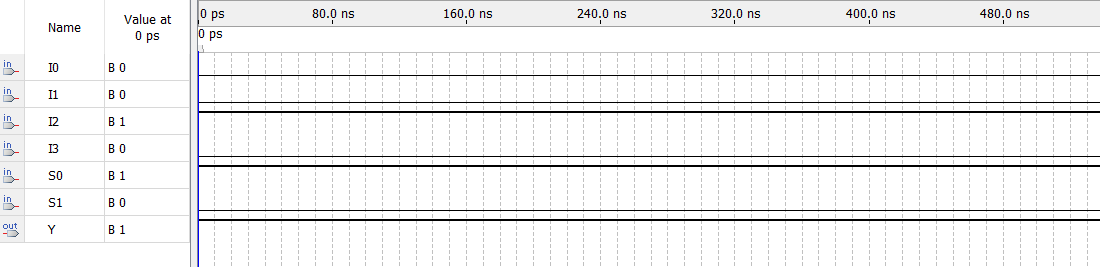 Name Value at 0 ps 0 ps 80.0 ns 160.0 ns 240.0 ns 320.0 ns 400.0 ns 480.0 ns
0 ps
in I0 B 0
in I1 B 0
in I2 B 1
in I3 B 0
in S0 B 1
in S1 B 0
out Y B 1